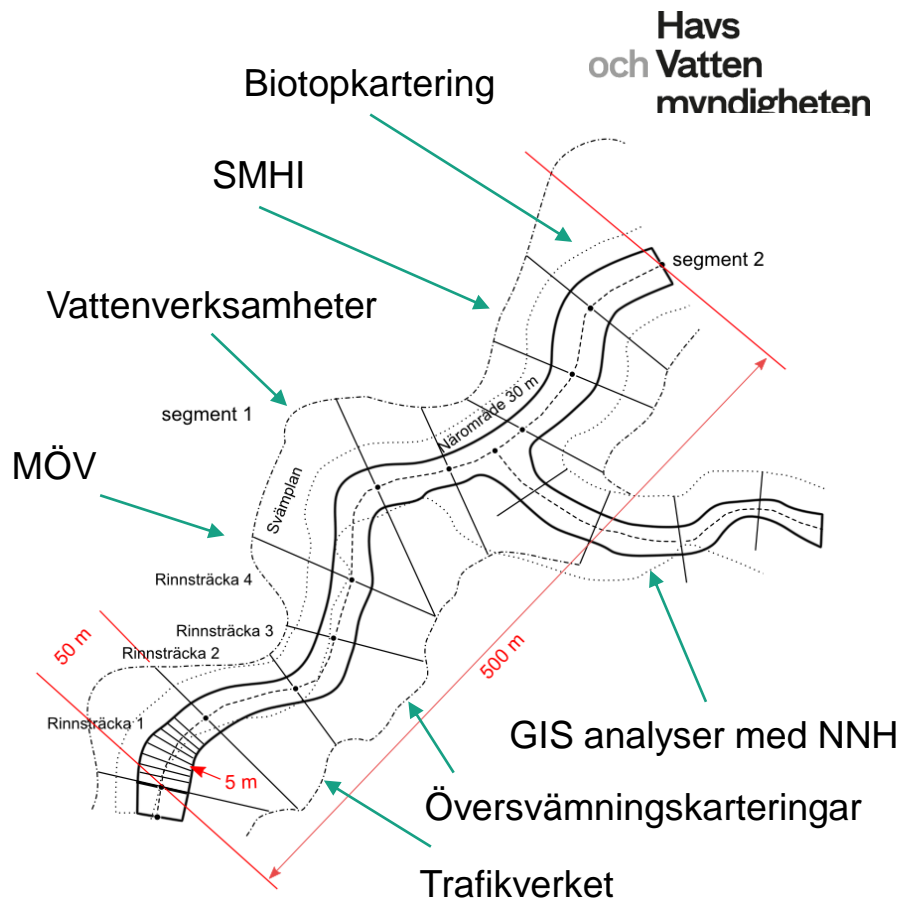 Havs
och Vatten
myndigheten
Biotopkartering
SMHI
segment 2
Vattenverksamheter
segment 1
Närområde 30 m
MÖV
Svämplan
Rinnsträcka 4
Rinnsträcka 3
50 m
Rinnsträcka 2
500 m
Rinnsträcka 1
GIS analyser med NNH
5 m
Översvämningskarteringar
Trafikverket